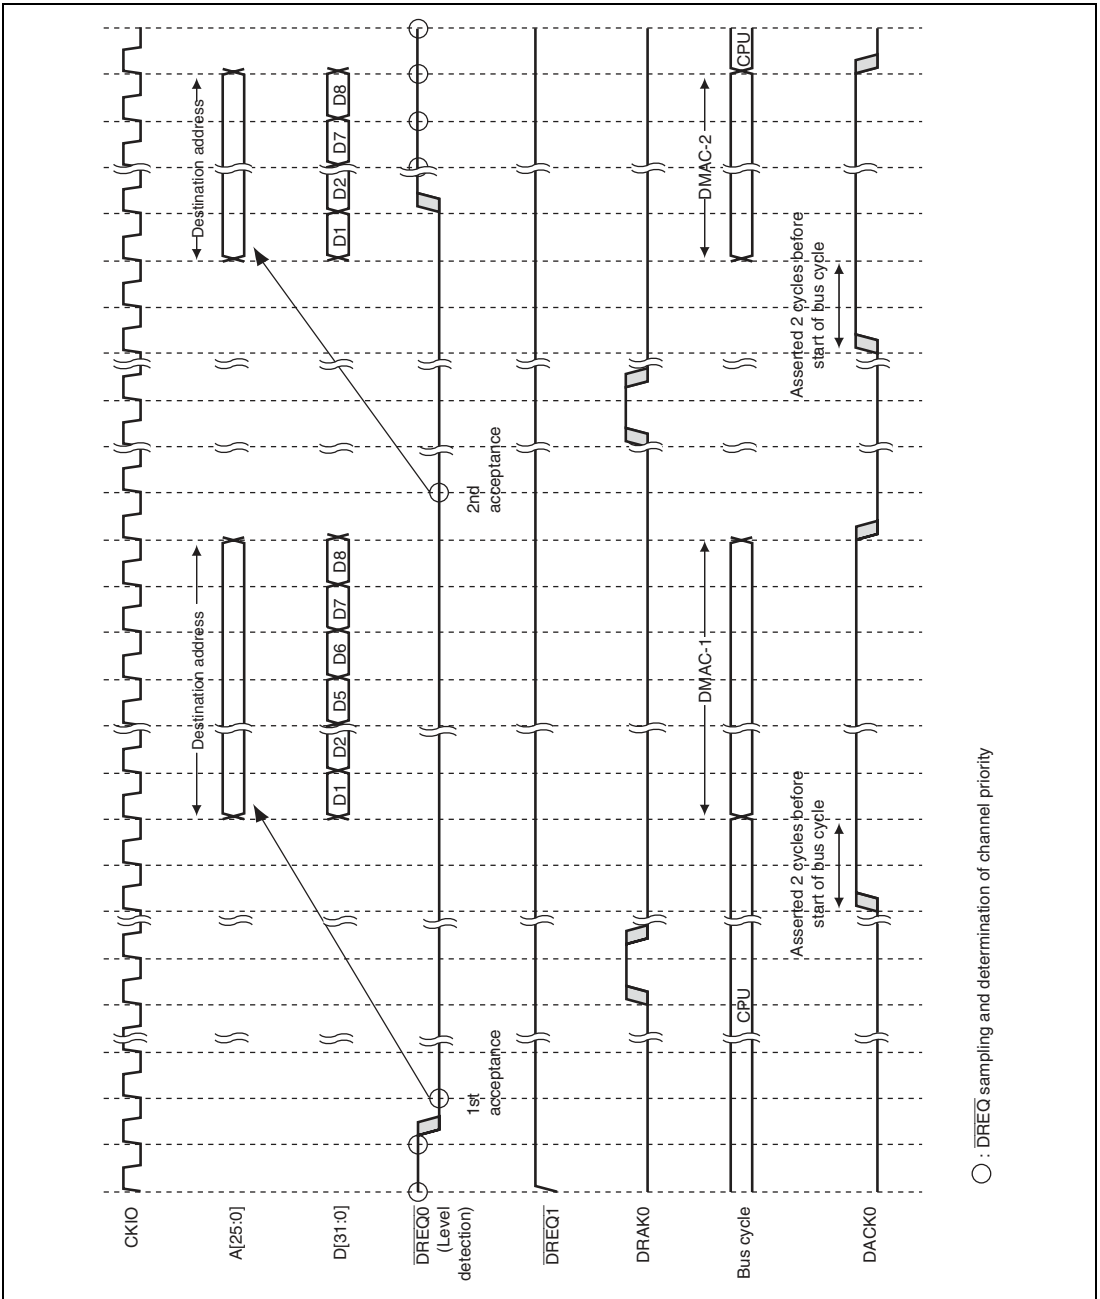 CKIO
A[25:0]
Destination address
Destination address
D[31:0]
D1
D2
D5
D6
D7
D8
D1
D2
D7
D8
DREQ0
(Level
detection)
1st
acceptance
2nd
acceptance
DREQ1
DRAK0
Bus cycle
CPU
DMAC-1
DMAC-2
CPU
Asserted 2 cycles before
start of bus cycle
Asserted 2 cycles before
start of bus cycle
DACK0
: DREQ sampling and determination of channel priority